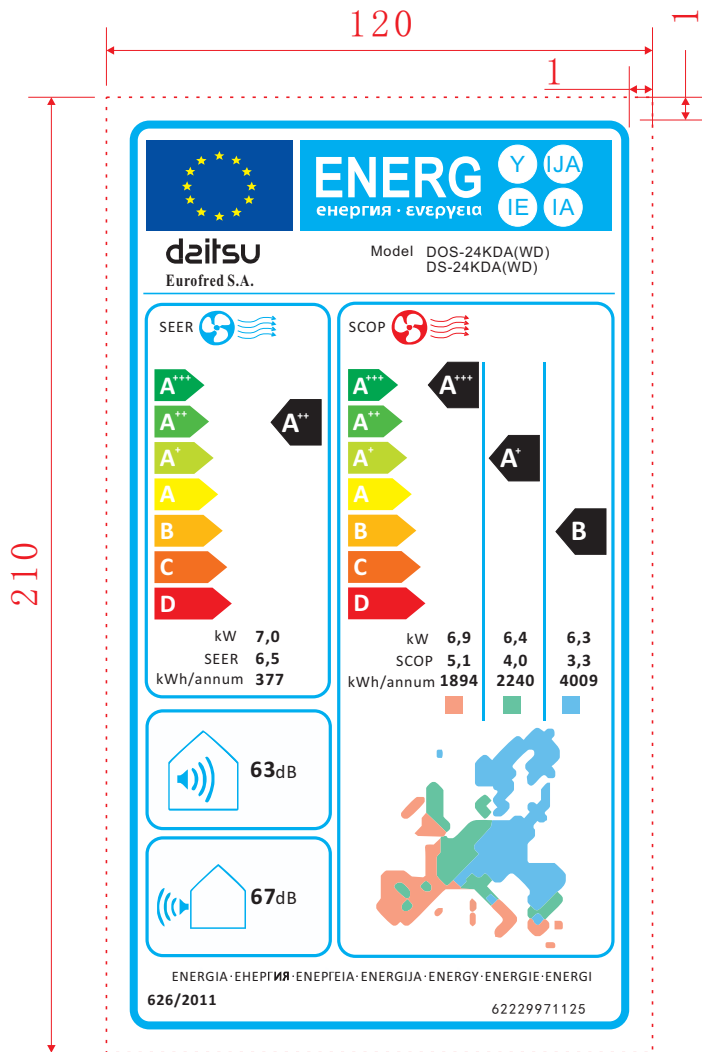 120
1
1
210
ENERG
енергия · ενεργεια
Y
IJA
IE
IA
daitsu
Eurofred S.A.
Model DOS-24KDA(WD)
DS-24KDA(WD)
SEER
A+++
A++
A+
A
B
C
D
A++
kW 7,0
SEER 6,5
kWh/annum 377
SCOP
A+++
A++
A+
A
B
C
D
A+++
A+
B
kW 6,9 6,4 6,3
SCOP 5,1 4,0 3,3
kWh/annum 1894 2240 4009
63dB
67dB
ENERGIA·ЕНЕРГИЯ·ΕΝΕΡΓΕΙΑ·ENERGIJA·ENERGY·ENERGIE·ENERGI
626/2011
62229971125